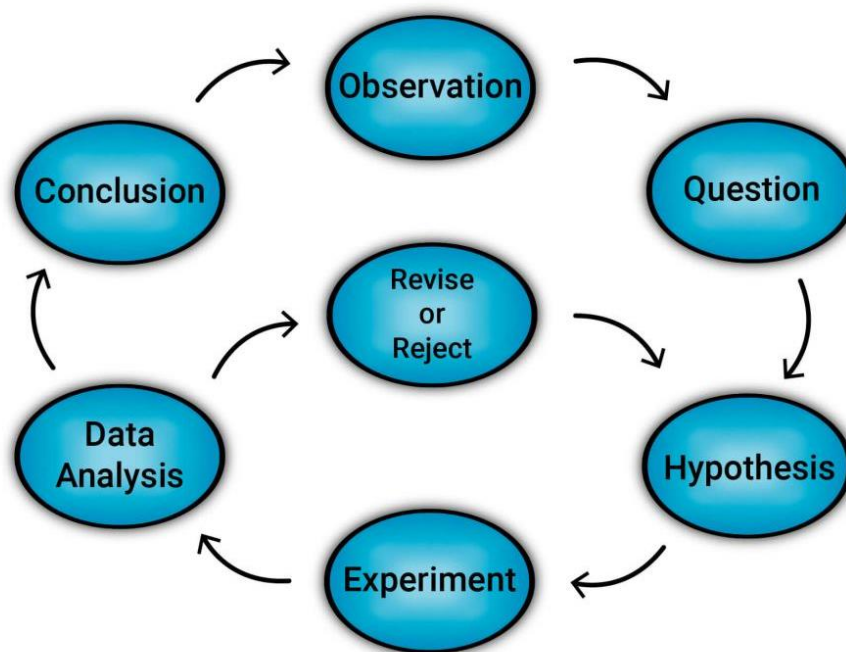 Observation
Conclusion
Question
Revise
or
Reject
Data
Analysis
Hypothesis
Experiment